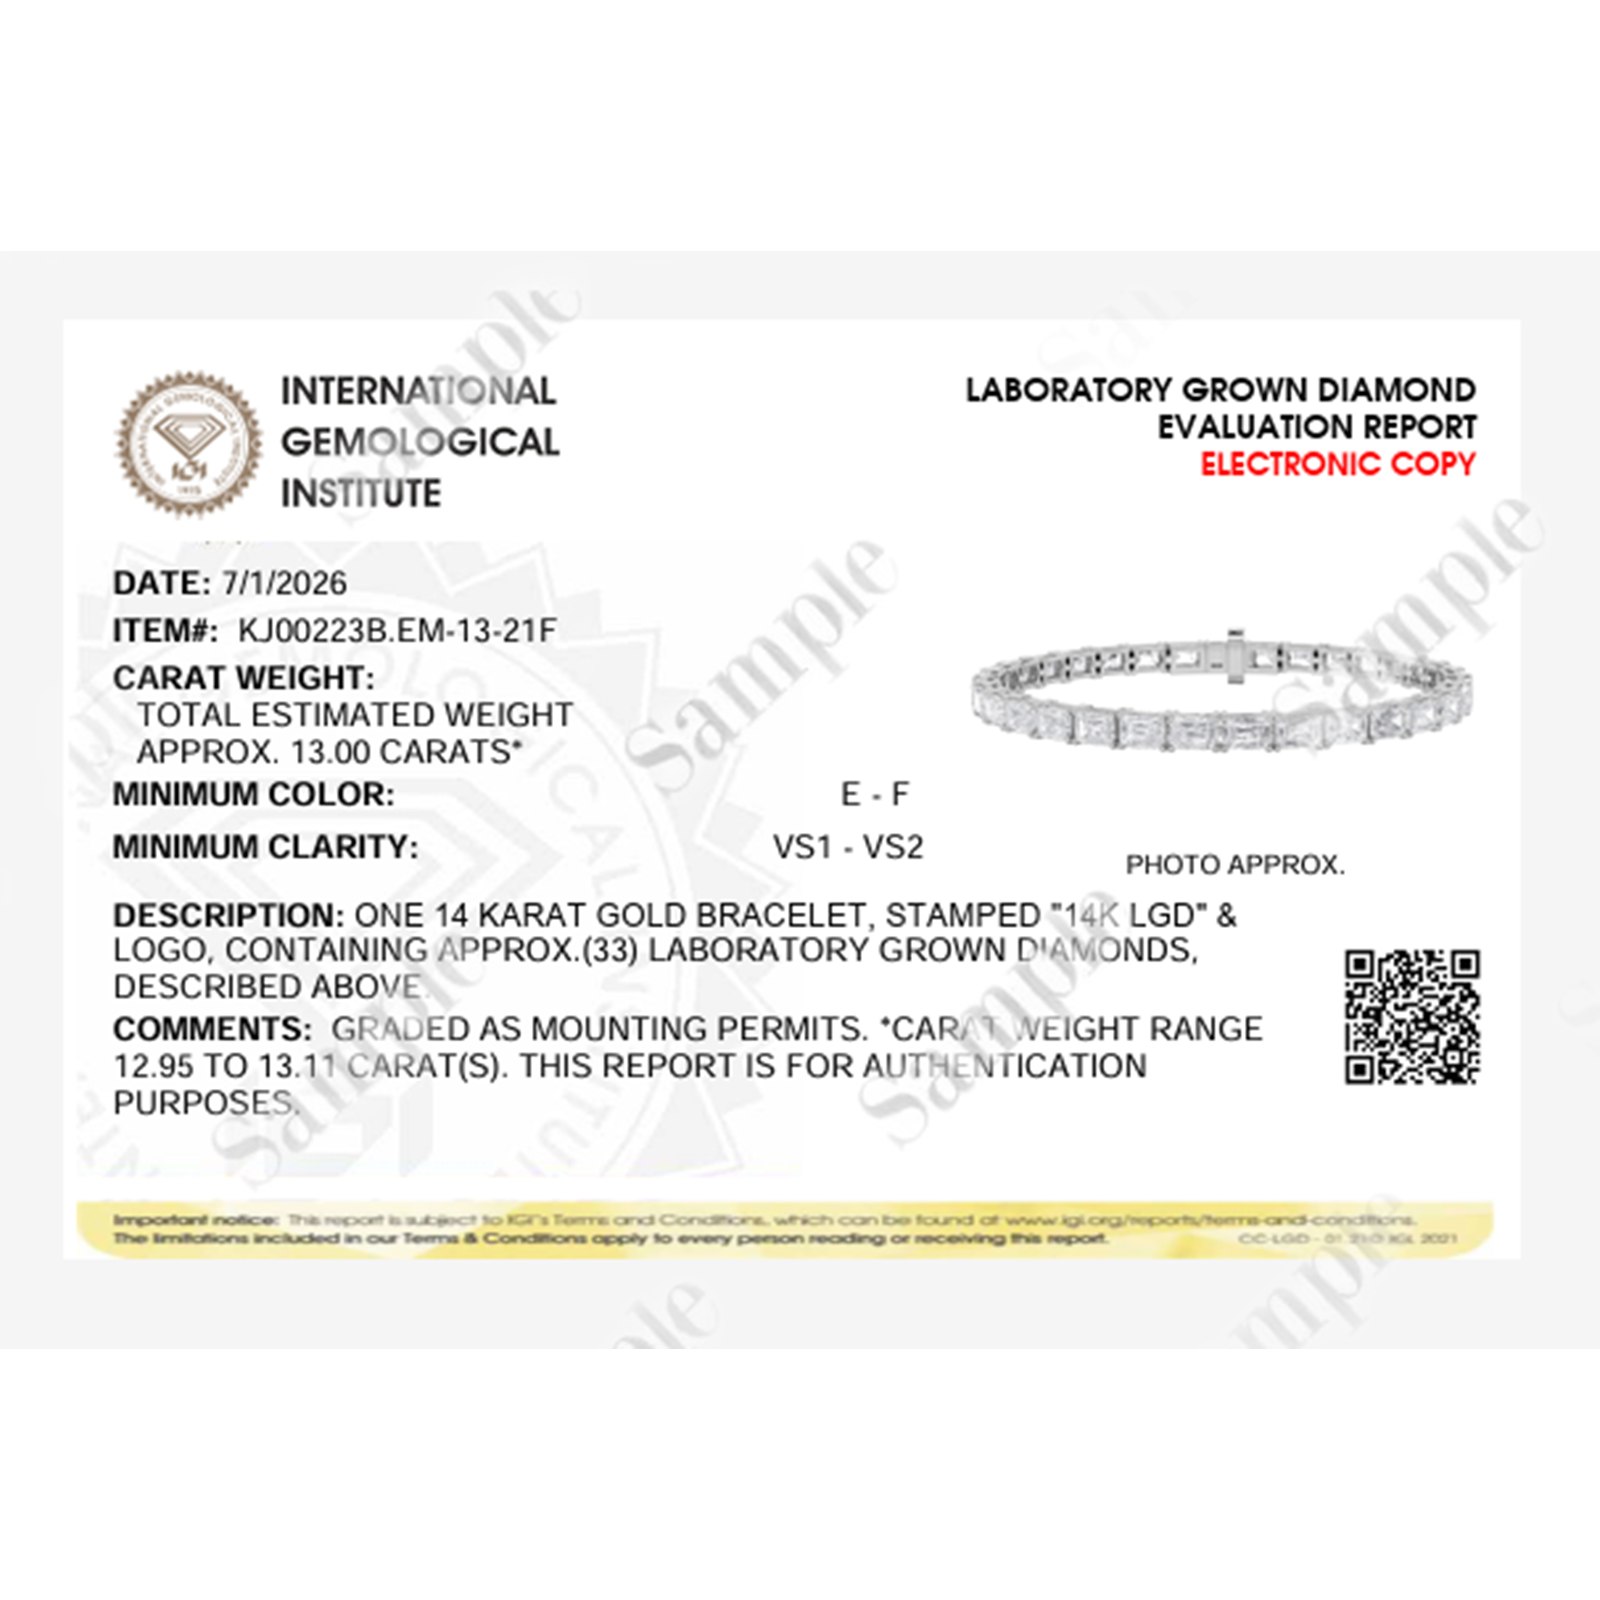 INTERNATIONAL
GEMOLOGICAL
INSTITUTE
LABORATORY GROWN DIAMOND
EVALUATION REPORT
ELECTRONIC COPY
DATE: 7/1/2026
ITEM#: KJ00223B.EM-13-21F
CARAT WEIGHT:
TOTAL ESTIMATED WEIGHT
APPROX. 13.00 CARATS*
MINIMUM COLOR: E - F
MINIMUM CLARITY: VS1 - VS2
PHOTO APPROX.
DESCRIPTION: ONE 14 KARAT GOLD BRACELET, STAMPED "14K LGD" &
LOGO, CONTAINING APPROX.(33) LABORATORY GROWN DIAMONDS,
DESCRIBED ABOVE.
COMMENTS: GRADED AS MOUNTING PERMITS. *CARAT WEIGHT RANGE
12.95 TO 13.11 CARAT(S). THIS REPORT IS FOR AUTHENTICATION
PURPOSES.
Important notice: This report is subject to IGI's Terms and Conditions, which can be found at www.igi.org/reports/terms-and-conditions.
The limitations included in our Terms & Conditions apply to every person reading or receiving this report.
Sample
Sample
Sample
Sample
Sample